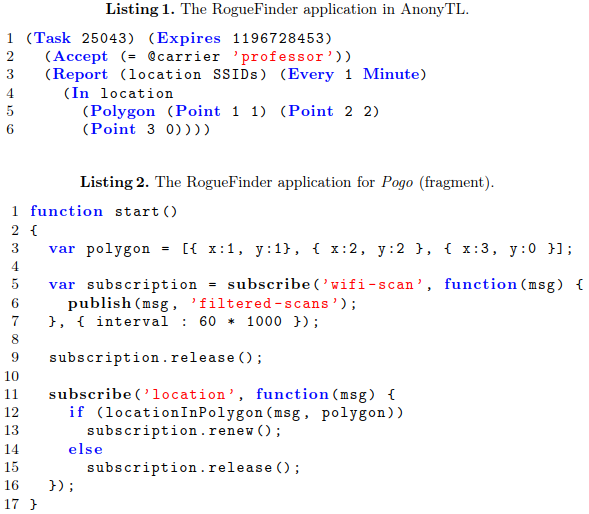 Listing 1. The RogueFinder application in AnonyTL.
1 (Task 25043) (Expires 1196728453)
2   (Accept (= @carrier 'professor'))
3   (Report (location SSIDs) (Every 1 Minute)
4     (In location
5       (Polygon (Point 1 1) (Point 2 2)
6       (Point 3 0))))
Listing 2. The RogueFinder application for Pogo (fragment).
1 function start()
2 {
3   var polygon = [{ x:1, y:1}, { x:2, y:2 }, { x:3, y:0 }];
4
5   var subscription = subscribe('wifi-scan', function(msg) {
6     publish(msg, 'filtered-scans');
7   }, { interval : 60 * 1000 });
8
9   subscription.release();
10
11   subscribe('location', function(msg) {
12     if (locationInPolygon(msg, polygon))
13       subscription.renew();
14     else
15       subscription.release();
16   });
17 }